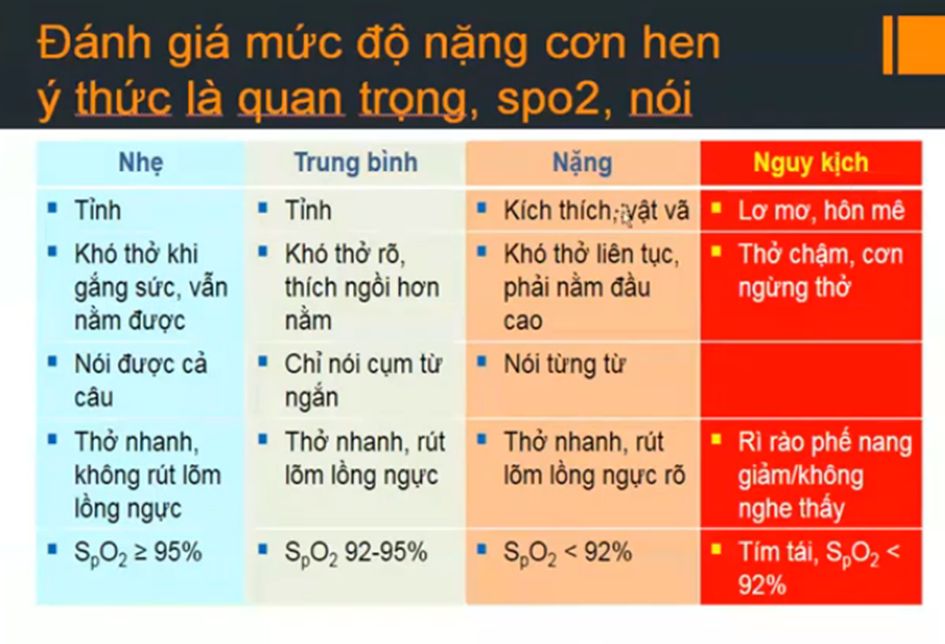 Đánh giá mức độ nặng cơn hen
ý thức là quan trọng, spo2, nói
Nhẹ
Trung bình
Nặng
Nguy kịch
Tỉnh
Tỉnh
Kích thích, vật vã
Lơ mơ, hôn mê
Khó thở khi
gắng sức, vẫn
nằm được
Khó thở rõ,
thích ngồi hơn
nằm
Khó thở liên tục,
phải nằm đầu
cao
Thở chậm, cơn
ngừng thở
Nói được cả
câu
Chỉ nói cụm từ
ngắn
Nói từng từ
Thở nhanh,
không rút lõm
lồng ngực
Thở nhanh, rút
lõm lồng ngực
Thở nhanh, rút
lõm lồng ngực rõ
Rì rào phế nang
giảm/không
nghe thấy
SpO2 ≥ 95%
SpO2 92-95%
SpO2 < 92%
Tím tái, SpO2 <
92%